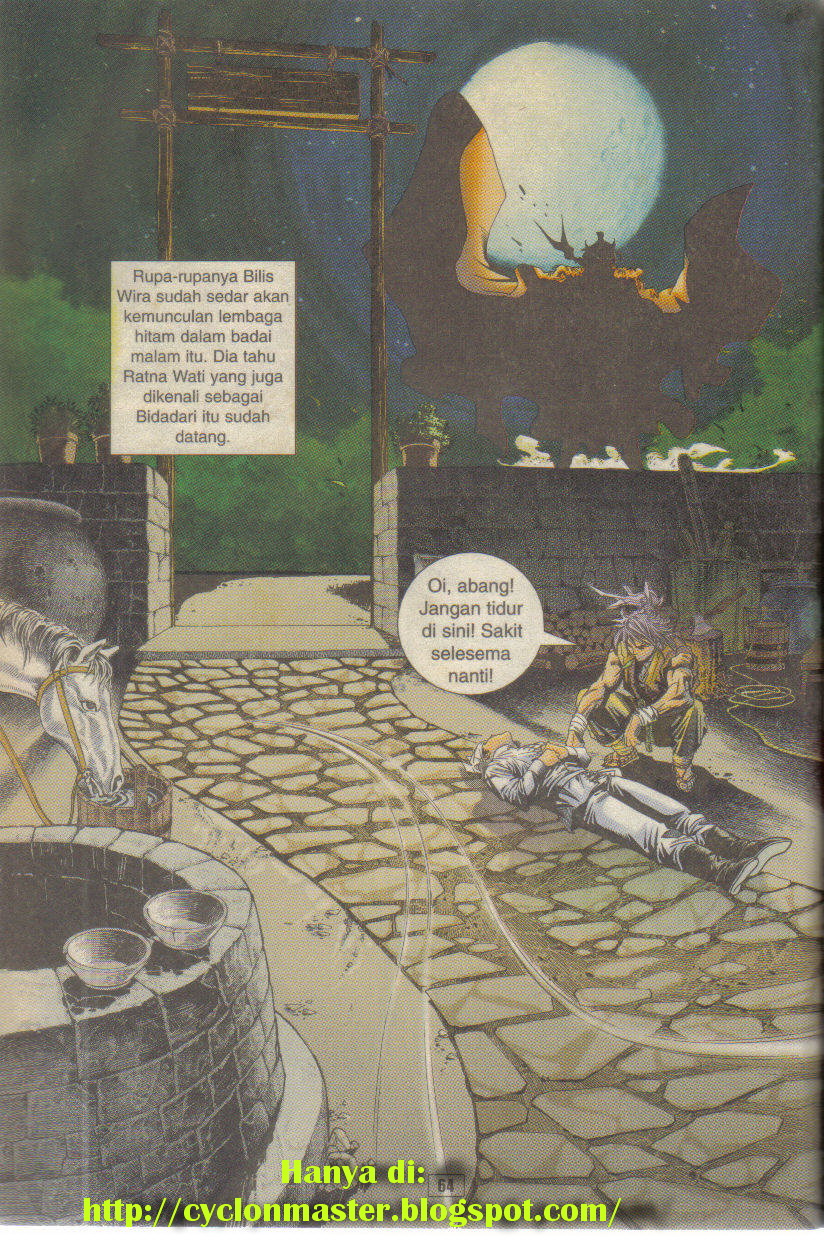 Rupa-rupanya Bilis
Wira sudah sedar akan
kemunculan lembaga
hitam dalam badai
malam itu. Dia tahu
Ratna Wati yang juga
dikenali sebagai
Bidadari itu sudah
datang.
Oi, abang!
Jangan tidur
di sini! Sakit
selesema
nanti!
Hanya di:
64
http://cyclonmaster.blogspot.com/